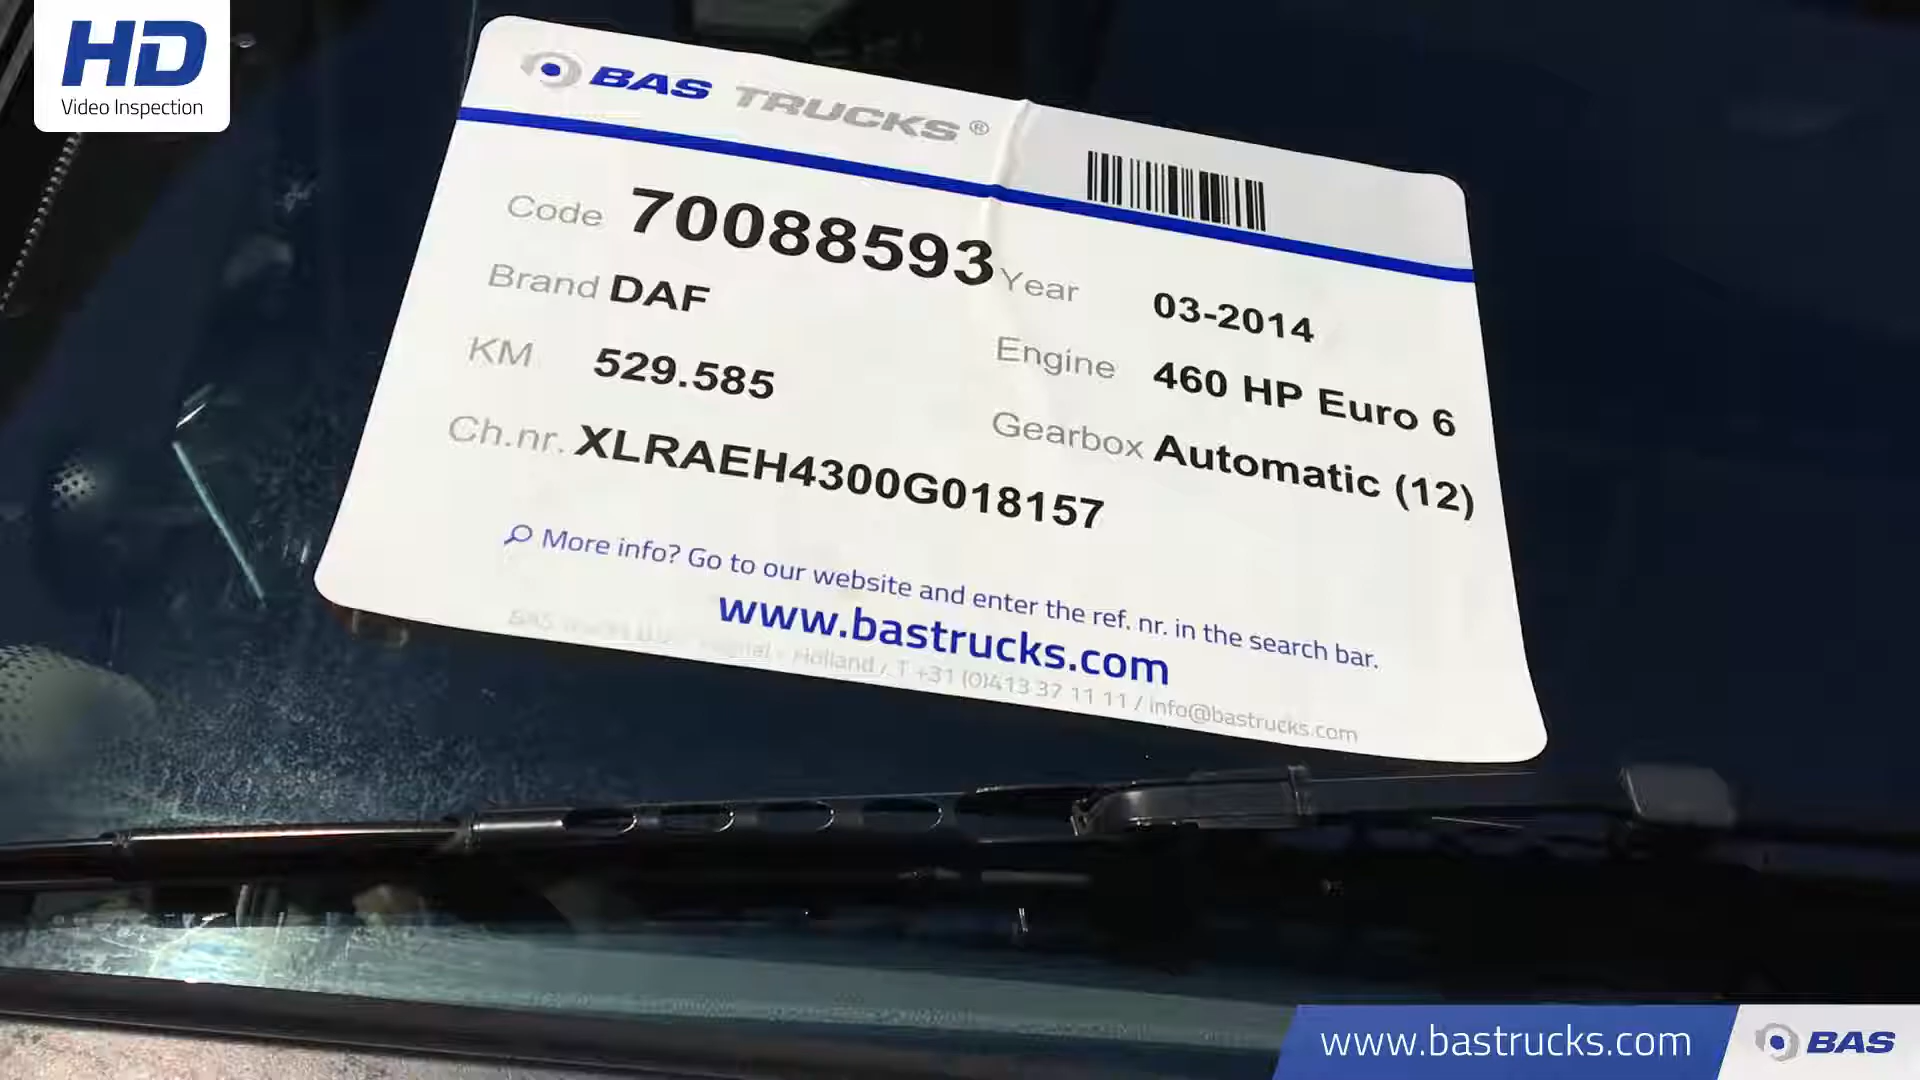 HD
Video Inspection
BAS TRUCKS®
Code 70088593
Brand DAF
KM 529.585
Ch.nr. XLRAEH4300G018157
Year 03-2014
Engine 460 HP Euro 6
Gearbox Automatic (12)
More info? Go to our website and enter the ref. nr. in the search bar.
www.bastrucks.com
Holland / T +31 (0)413 37 11 11 / info@bastrucks.com
www.bastrucks.com
BAS